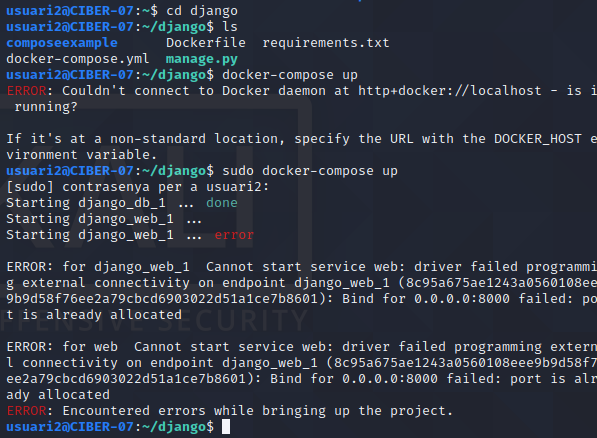 usuari2@CIBER-07:~$ cd django
usuari2@CIBER-07:~/django$ ls
composeexample Dockerfile requirements.txt
docker-compose.yml manage.py
usuari2@CIBER-07:~/django$ docker-compose up
ERROR: Couldn't connect to Docker daemon at http+docker://localhost - is i
running?
If it's at a non-standard location, specify the URL with the DOCKER_HOST e
vironment variable.
usuari2@CIBER-07:~/django$ sudo docker-compose up
[sudo] contrasenya per a usuari2:
Starting django_db_1 ... done
Starting django_web_1 ...
Starting django_web_1 ... error
ERROR: for django_web_1 Cannot start service web: driver failed programmi
g external connectivity on endpoint django_web_1 (8c95a675ae1243a0560108ee
9b9d58f76ee2a79cbcd6903022d51a1ce7b8601): Bind for 0.0.0.0:8000 failed: po
t is already allocated
OFFENSIVE SECURITY
ERROR: for web Cannot start service web: driver failed programming extern
l connectivity on endpoint django_web_1 (8c95a675ae1243a0560108eee9b9d58f7
ee2a79cbcd6903022d51a1ce7b8601): Bind for 0.0.0.0:8000 failed: port is alr
ady allocated
ERROR: Encountered errors while bringing up the project.
usuari2@CIBER-07:~/django$